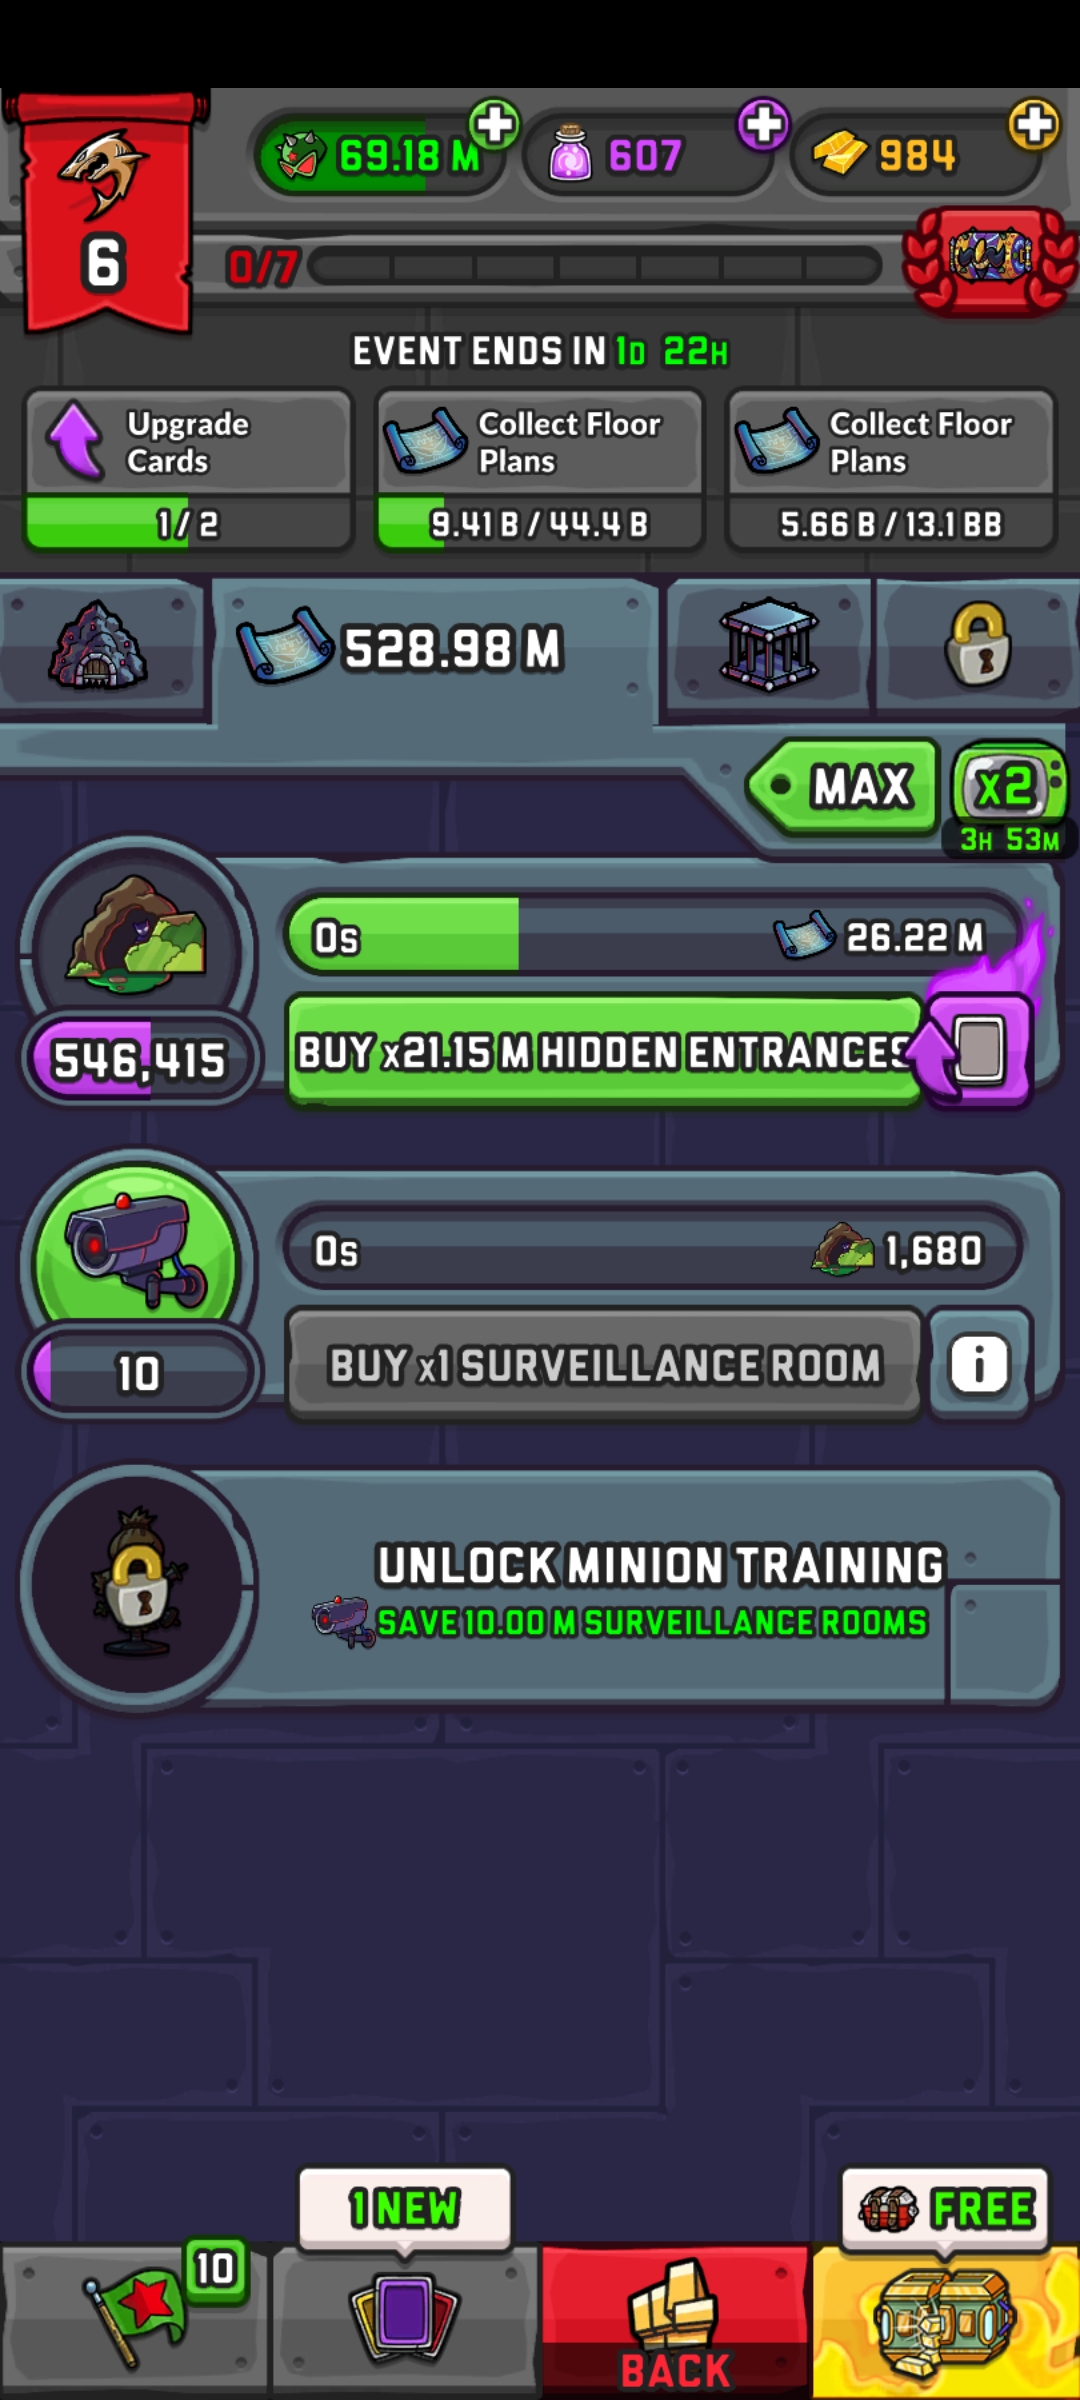 69.18 M
607
984
6
0/7
EVENT ENDS IN 1D 22H
Upgrade
Cards
1 / 2
Collect Floor
Plans
9.41 B / 44.4 B
Collect Floor
Plans
5.66 B / 13.1 BB
528.98 M
MAX
x2
3H 53M
0s
26.22 M
546,415
BUY x21.15 M HIDDEN ENTRANCES
0s
1,680
10
BUY x1 SURVEILLANCE ROOM
i
UNLOCK MINION TRAINING
SAVE 10.00 M SURVEILLANCE ROOMS
1 NEW
FREE
10
BACK